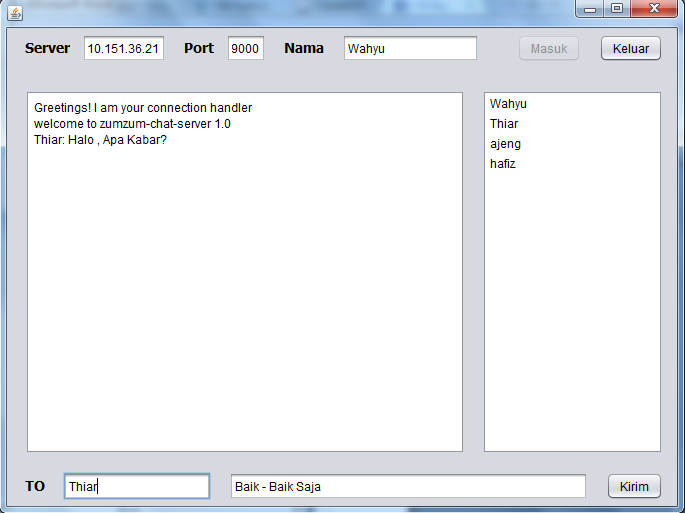 Server 10.151.36.21 Port 9000 Nama Wahyu Masuk Keluar
Greetings! I am your connection handler
welcome to zumzum-chat-server 1.0
Thiar: Halo , Apa Kabar?
Wahyu
Thiar
ajeng
hafiz
TO Thiar Baik - Baik Saja Kirim